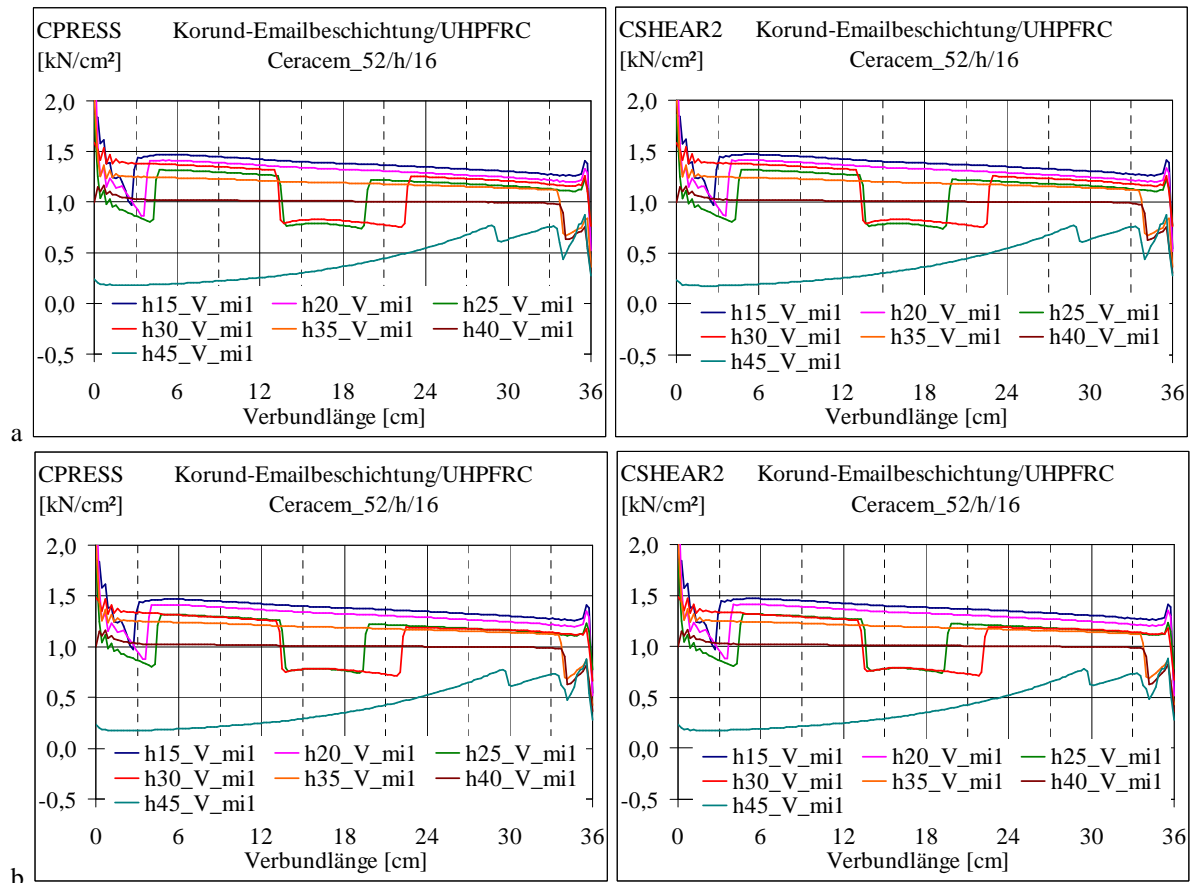 CPRESS Korund-Emailbeschichtung/UHPFRC
[kN/cm²] Ceracem_52/h/16
2,0
1,5
1,0
0,5
0,0
-0,5
h15_V_mi1 h20_V_mi1 h25_V_mi1
h30_V_mi1 h35_V_mi1 h40_V_mi1
h45_V_mi1
0 6 12 18 24 30 36
Verbundlänge [cm]
CSHEAR2 Korund-Emailbeschichtung/UHPFRC
[kN/cm²] Ceracem_52/h/16
2,0
1,5
1,0
0,5
0,0
-0,5
h15_V_mi1 h20_V_mi1 h25_V_mi1
h30_V_mi1 h35_V_mi1 h40_V_mi1
h45_V_mi1
0 6 12 18 24 30 36
Verbundlänge [cm]
a
CPRESS Korund-Emailbeschichtung/UHPFRC
[kN/cm²] Ceracem_52/h/16
2,0
1,5
1,0
0,5
0,0
-0,5
h15_V_mi1 h20_V_mi1 h25_V_mi1
h30_V_mi1 h35_V_mi1 h40_V_mi1
h45_V_mi1
0 6 12 18 24 30 36
Verbundlänge [cm]
CSHEAR2 Korund-Emailbeschichtung/UHPFRC
[kN/cm²] Ceracem_52/h/16
2,0
1,5
1,0
0,5
0,0
-0,5
h15_V_mi1 h20_V_mi1 h25_V_mi1
h30_V_mi1 h35_V_mi1 h40_V_mi1
h45_V_mi1
0 6 12 18 24 30 36
Verbundlänge [cm]
b